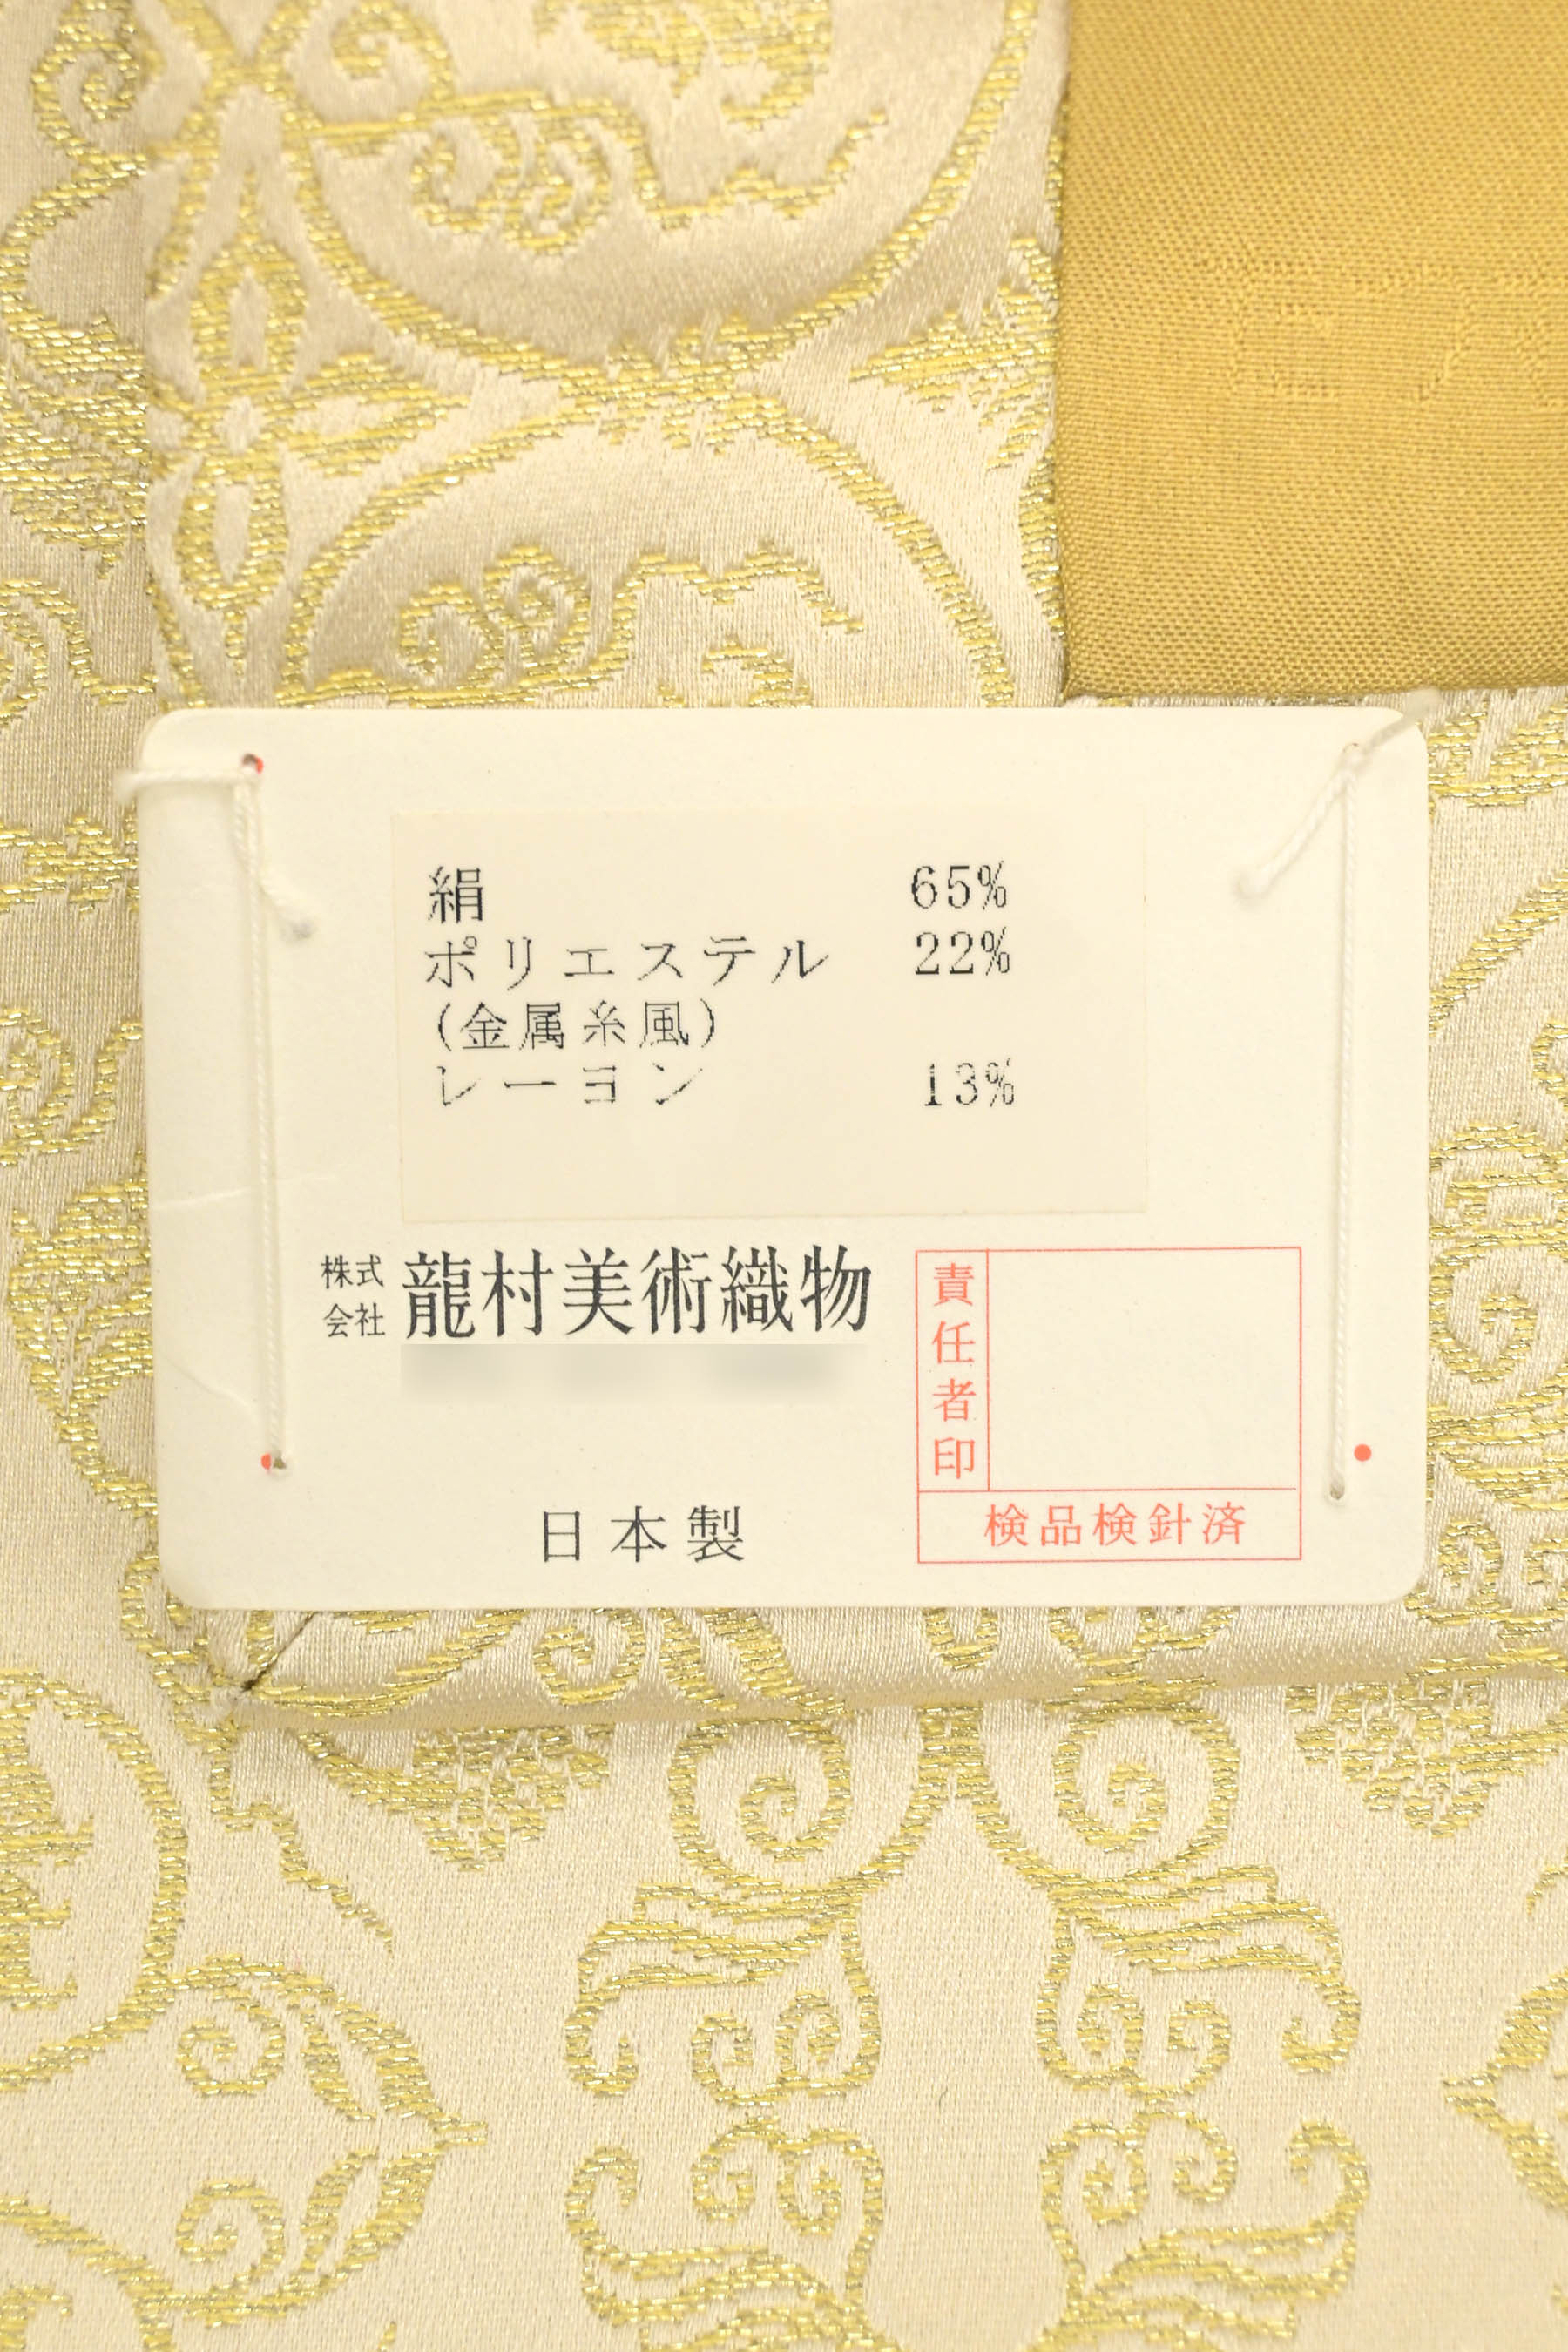 絹 65%
ポリエステル 22%
(金属糸風)
レーヨン 13%
株式会社 龍村美術織物
責任者印
日本製
検品検針済